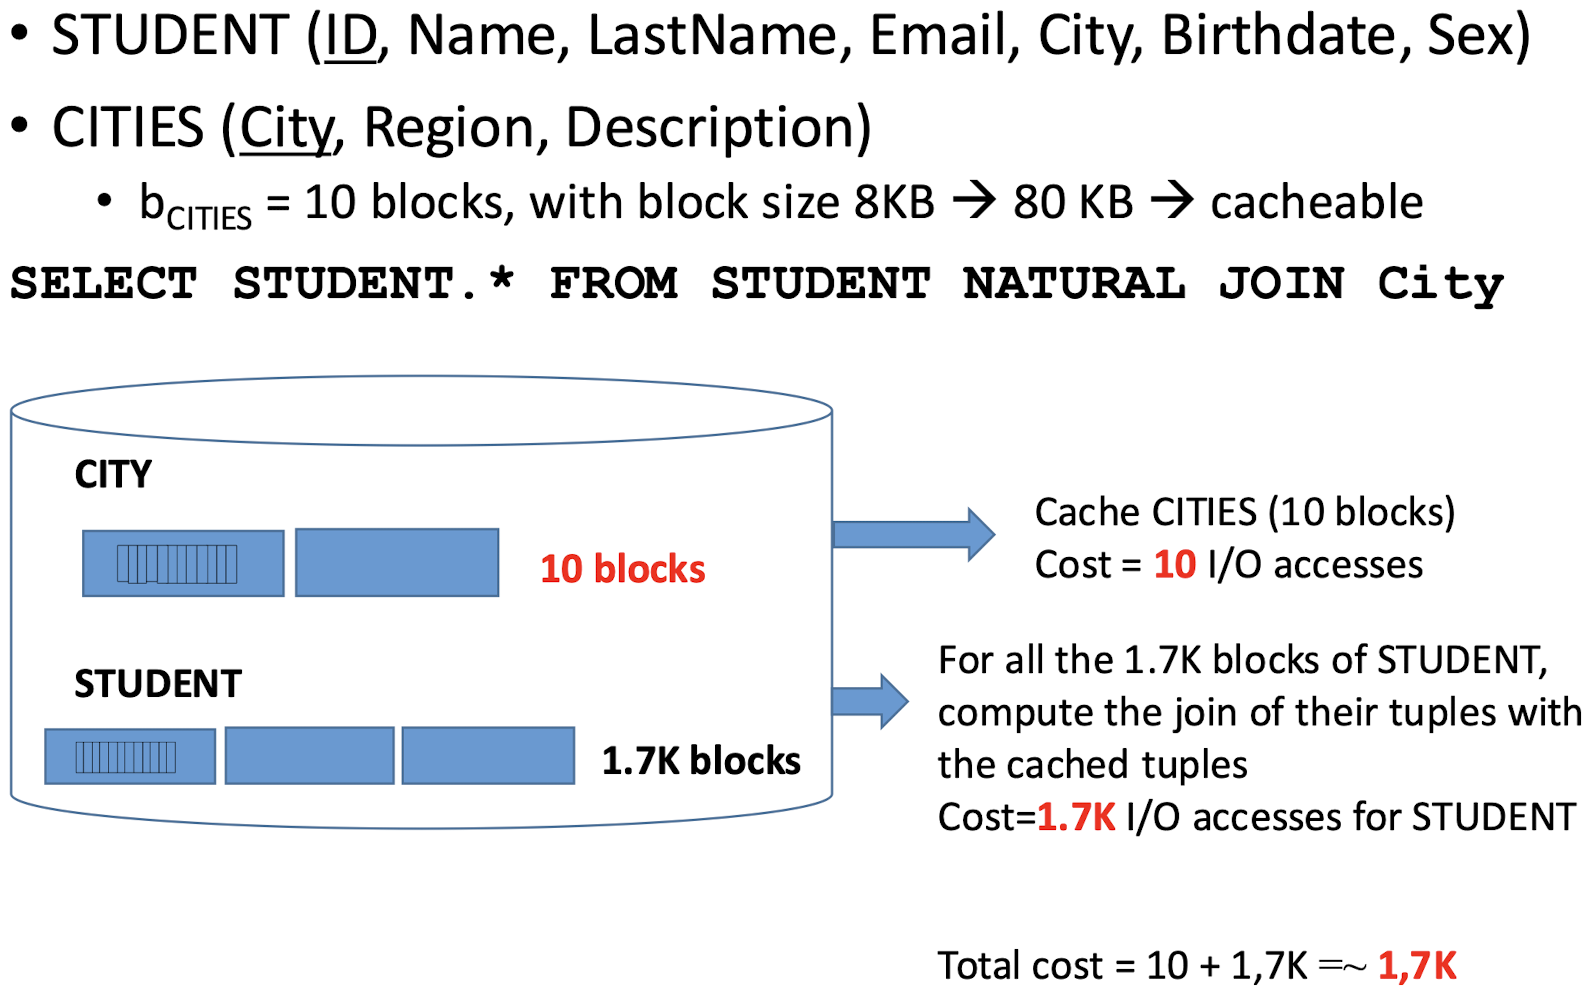 • STUDENT (ID, Name, LastName, Email, City, Birthdate, Sex)
• CITIES (City, Region, Description)
• bCITIES = 10 blocks, with block size 8KB → 80 KB → cacheable
SELECT STUDENT.* FROM STUDENT NATURAL JOIN City
CITY
10 blocks
Cache CITIES (10 blocks)
Cost = 10 I/O accesses
STUDENT
1.7K blocks
For all the 1.7K blocks of STUDENT,
compute the join of their tuples with
the cached tuples
Cost=1.7K I/O accesses for STUDENT
Total cost = 10 + 1,7K =~ 1,7K